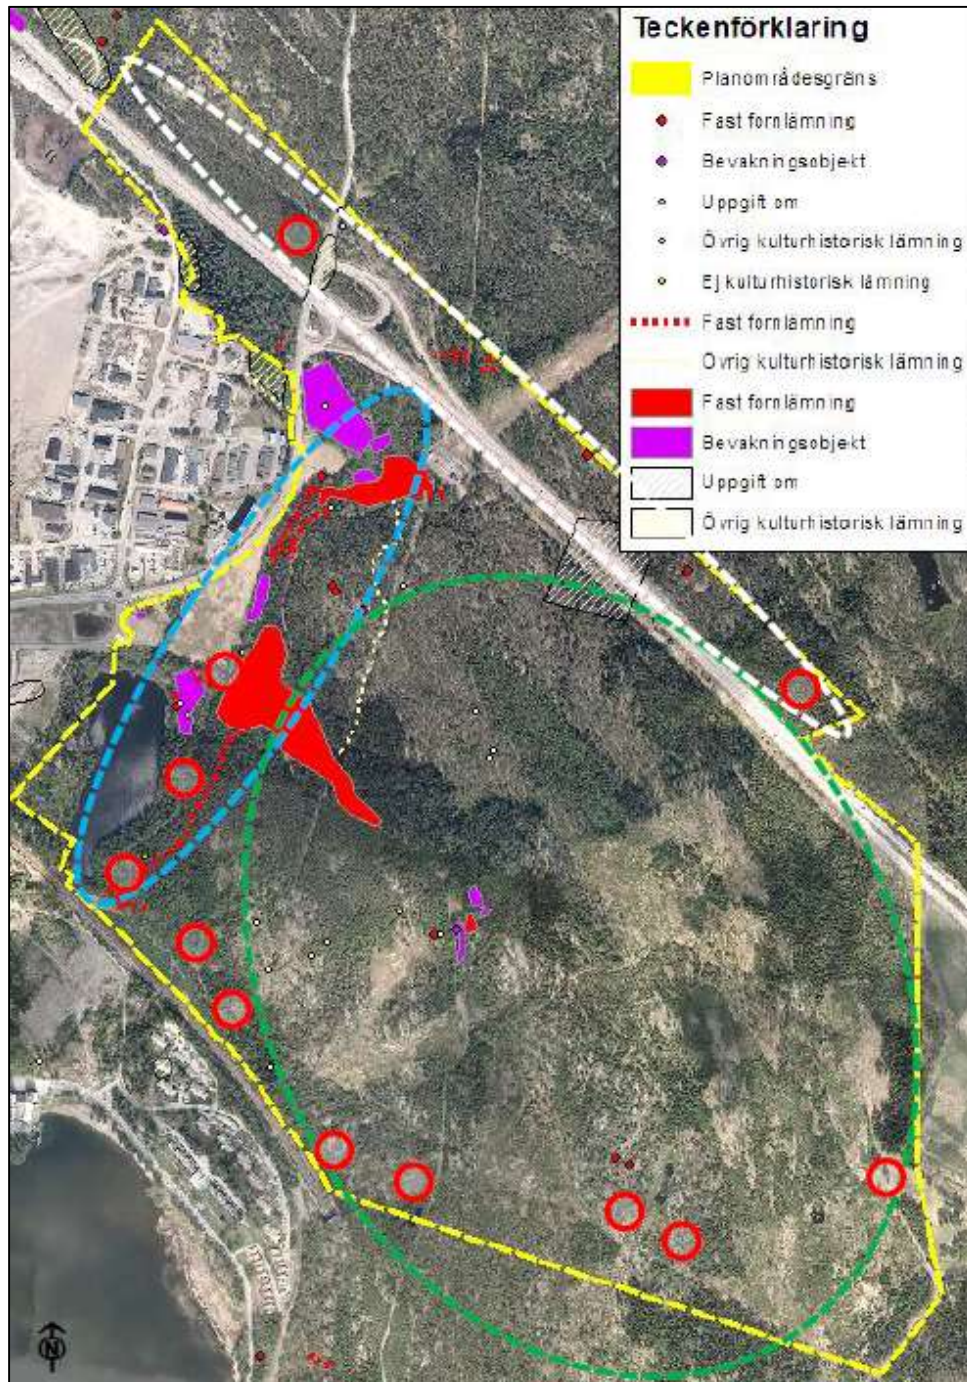 Teckenförklaring
Planområdesgräns
Fast fornlämning
Bevakningsobjekt
Uppgift om
Övrig kulturhistorisk lämning
Ej kulturhistorisk lämning
Fast fornlämning
Övrig kulturhistorisk lämning
Fast fornlämning
Bevakningsobjekt
Uppgift om
Övrig kulturhistorisk lämning
N